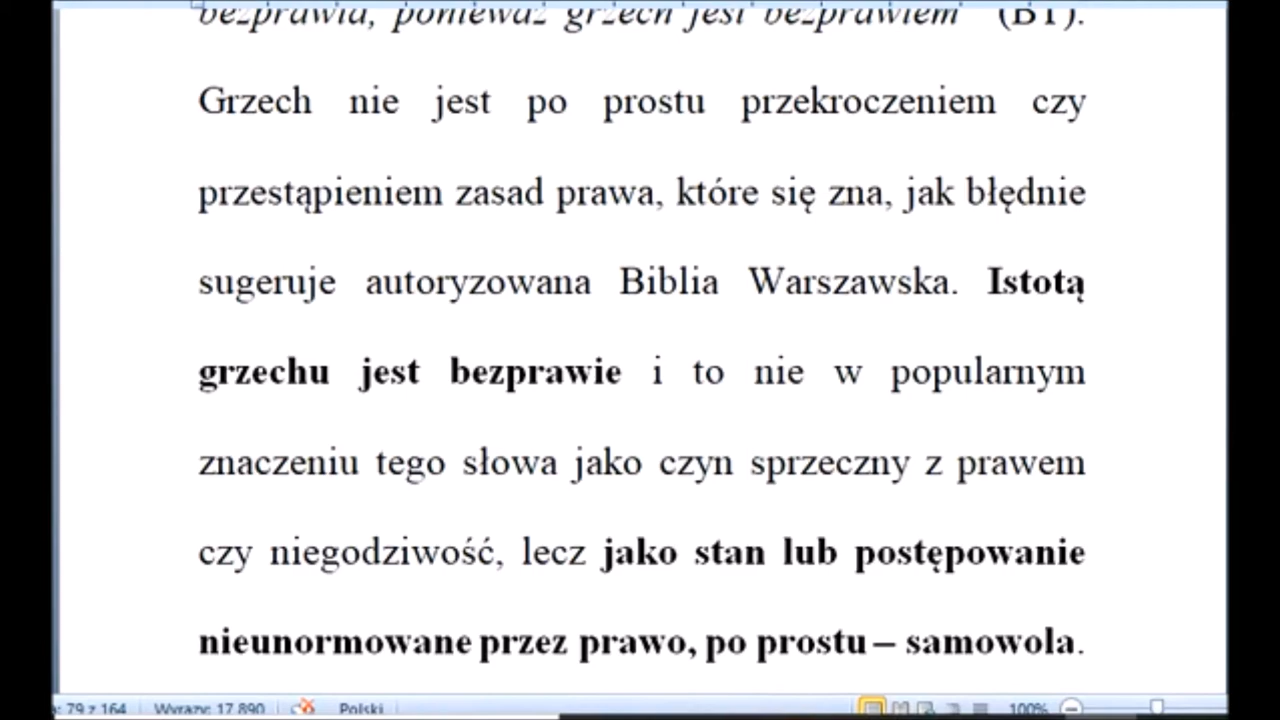 bezprawia, ponieważ grzech jest bezprawiem" (BT).
Grzech nie jest po prostu przekroczeniem czy
przestąpieniem zasad prawa, które się zna, jak błędnie
sugeruje autoryzowana Biblia Warszawska. Istotą
grzechu jest bezprawie i to nie w popularnym
znaczeniu tego słowa jako czyn sprzeczny z prawem
czy niegodziwość, lecz jako stan lub postępowanie
nieunormowane przez prawo, po prostu – samowola.
: 79 z 164 Wyrazy: 17 890 Polski 100%